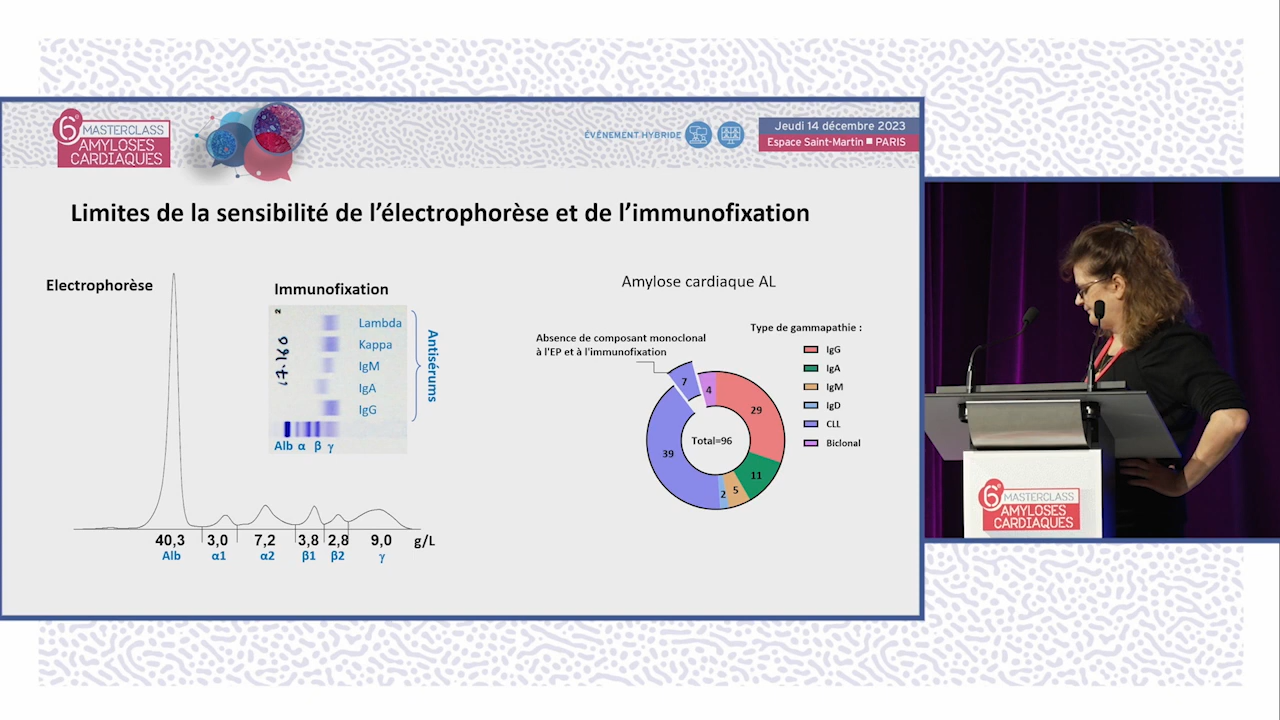 6e MASTERCLASS
AMYLOSES
CARDIAQUES
ÉVÉNEMENT HYBRIDE
Jeudi 14 décembre 2023
Espace Saint-Martin ■ PARIS
Limites de la sensibilité de l’électrophorèse et de l’immunofixation
Electrophorèse
Immunofixation
2
17.190
Lambda
Kappa
IgM
IgA
IgG
Antisérums
Alb α β γ
40,3 3,0 7,2 3,8 2,8 9,0 g/L
Alb α1 α2 β1 β2 γ
Amylose cardiaque AL
Absence de composant monoclonal
à l'EP et à l'immunofixation
Type de gammapathie :
IgG
IgA
IgM
IgD
CLL
Biclonal
7
4
29
39
Total=96
11
5
2
6e MASTERCLASS
AMYLOSES
CARDIAQUES